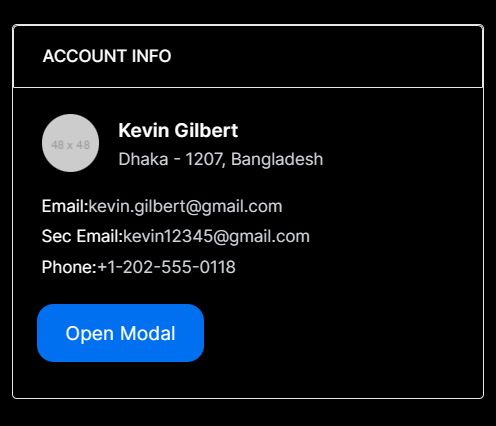 ACCOUNT INFO
48 x 48
Kevin Gilbert
Dhaka - 1207, Bangladesh
Email:kevin.gilbert@gmail.com
Sec Email:kevin12345@gmail.com
Phone:+1-202-555-0118
Open Modal